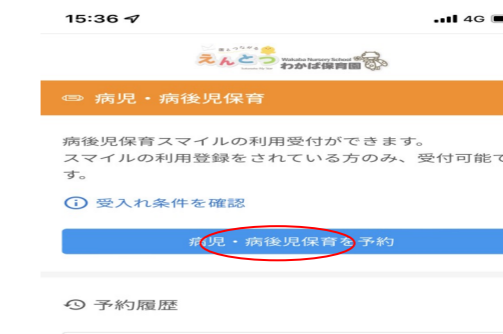 15:36
4G
えんとつ
Wakaba Nursery School
わかば保育園
病児・病後児保育
病後児保育スマイルの利用受付ができます。
スマイルの利用登録をされている方のみ、受付可能で
す。
受入れ条件を確認
病児・病後児保育を予約
予約履歴